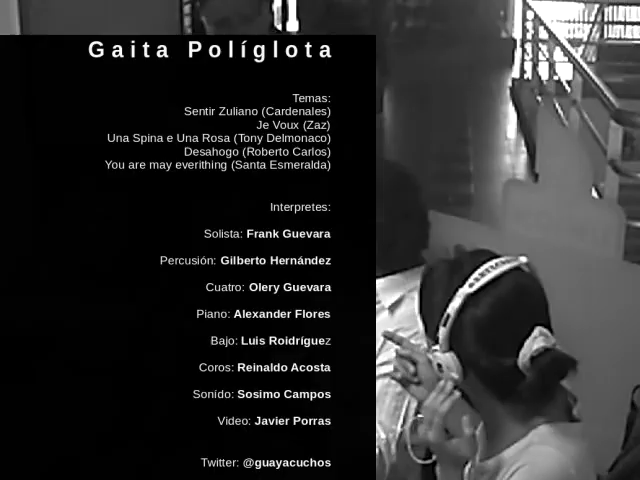 Gaita Políglota
Temas:
Sentir Zuliano (Cardenales)
Je Voux (Zaz)
Una Spina e Una Rosa (Tony Delmonaco)
Desahogo (Roberto Carlos)
You are may everithing (Santa Esmeralda)
Interpretes:
Solista: Frank Guevara
Percusión: Gilberto Hernández
Cuatro: Olery Guevara
Piano: Alexander Flores
Bajo: Luis Roidríguez
Coros: Reinaldo Acosta
Sonído: Sosimo Campos
Video: Javier Porras
Twitter: @guayacuchos